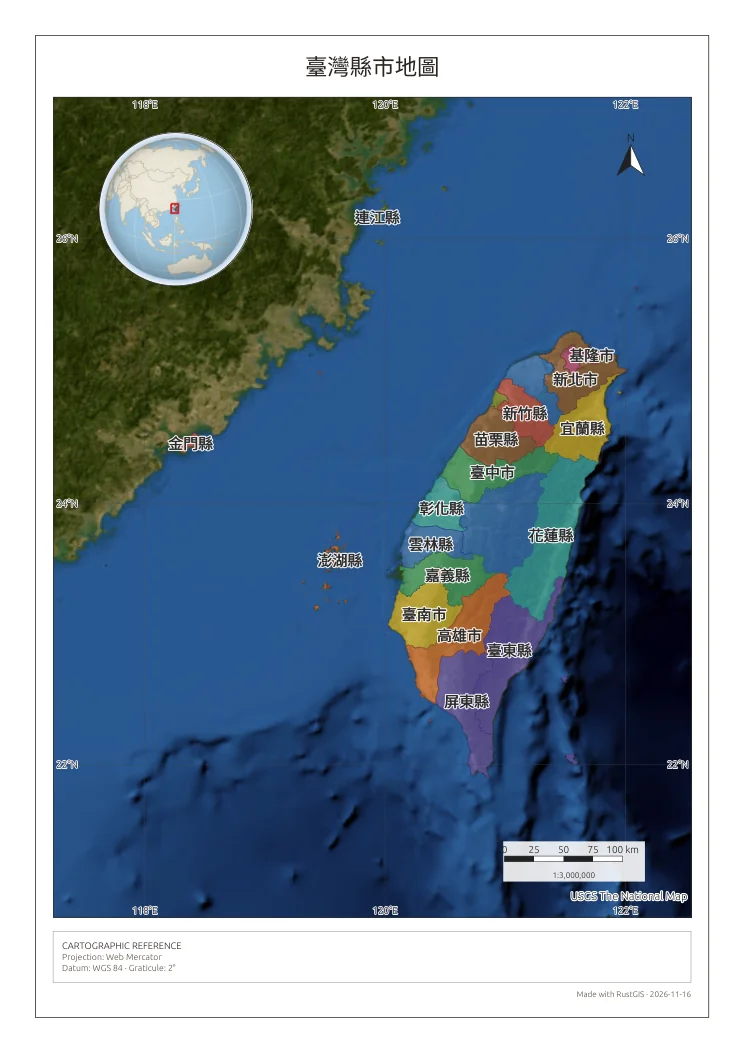 臺灣縣市地圖
118°E 120°E 122°E
N
連江縣
26°N 26°N
基隆市
新北市
新竹縣
宜蘭縣
苗栗縣
金門縣
臺中市
24°N 24°N
彰化縣
花蓮縣
雲林縣
澎湖縣
嘉義縣
臺南市
高雄市
臺東縣
屏東縣
22°N 22°N
0 25 50 75 100 km
1:3,000,000
USGS The National Map
118°E 120°E 122°E
CARTOGRAPHIC REFERENCE
Projection: Web Mercator
Datum: WGS 84 · Graticule: 2°
Made with RustGIS · 2026-11-16